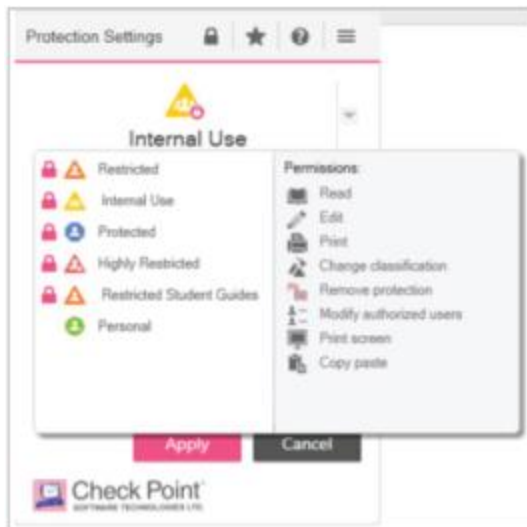 Protection Settings
Internal Use
Restricted
Internal Use
Protected
Highly Restricted
Restricted Student Guides
Personal
Permissions:
Read
Edit
Print
Change classification
Remove protection
Modify authorized users
Print screen
Copy paste
Apply
Cancel
Check Point
SOFTWARE TECHNOLOGIES LTD.